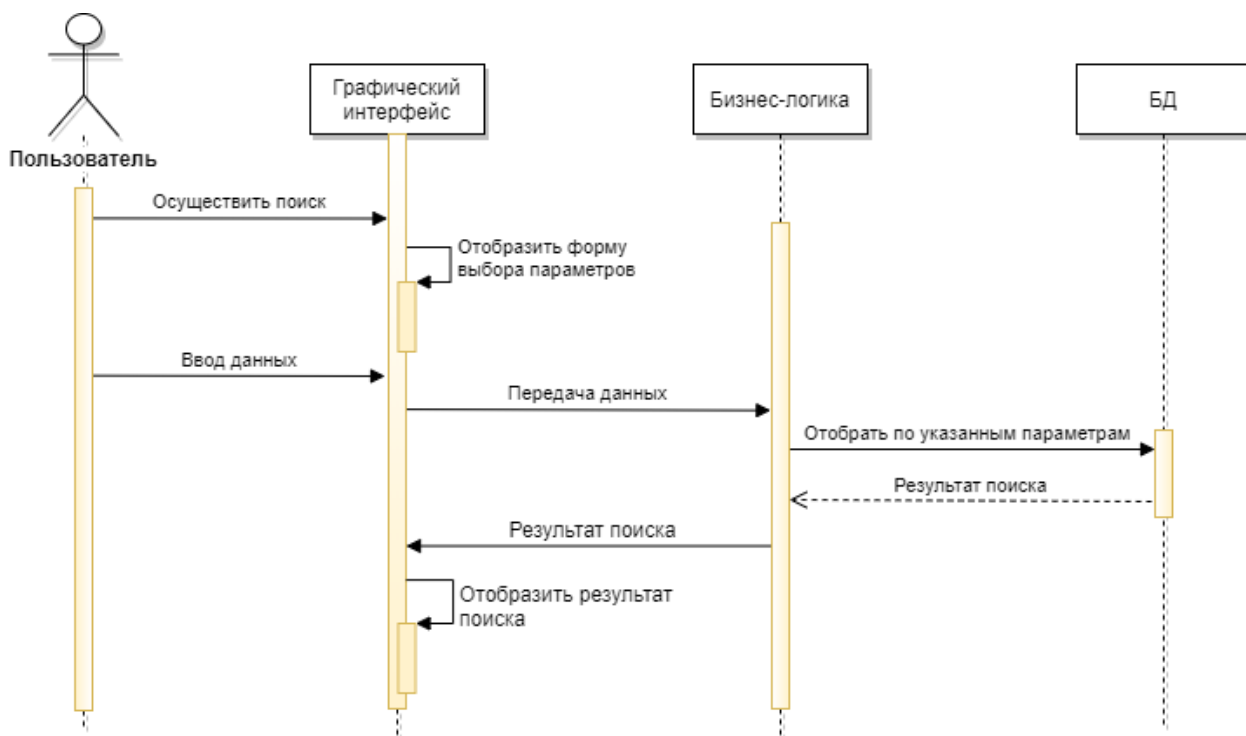 Графический
интерфейс
Бизнес-логика
БД
Пользователь
Осуществить поиск
Отобразить форму
выбора параметров
Ввод данных
Передача данных
Отобрать по указанным параметрам
Результат поиска
Результат поиска
Отобразить результат
поиска